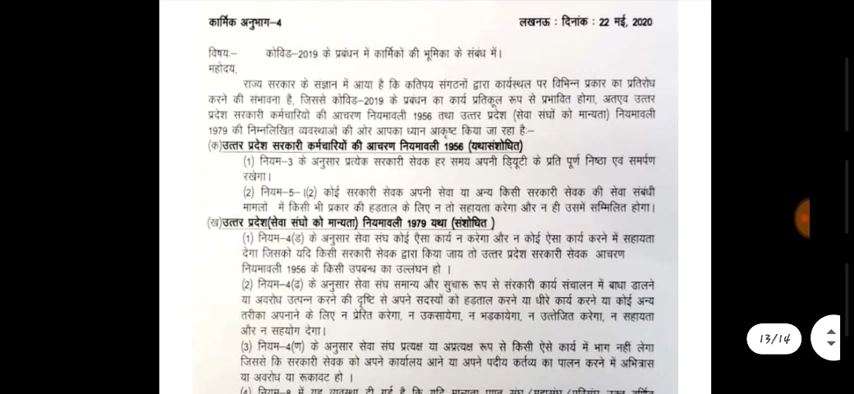 कार्मिक अनुभाग-4 लखनऊ : दिनांक : 22 मई, 2020
विषय:- कोविड-2019 के प्रबंधन में कार्मिकों की भूमिका के संबंध में।
महोदय,
राज्य सरकार के संज्ञान में आया है कि कतिपय संगठनों द्वारा कार्यस्थल पर विभिन्न प्रकार का प्रतिरोध
करने की संभावना है, जिससे कोविड-2019 के प्रबंधन का कार्य प्रतिकूल रूप से प्रभावित होगा, अतएव उत्तर
प्रदेश सरकारी कर्मचारियों की आचरण नियमावली 1956 तथा उत्तर प्रदेश (सेवा संघों को मान्यता) नियमावली
1979 की निम्नलिखित व्यवस्थाओं की ओर आपका ध्यान आकृष्ट किया जा रहा है:-
(क)उत्तर प्रदेश सरकारी कर्मचारियों की आचरण नियमावली 1956 (यथासंशोधित)
(1) नियम-3 के अनुसार प्रत्येक सरकारी सेवक हर समय अपनी डि्यूटी के प्रति पूर्ण निष्ठा एवं समर्पण
रखेगा।
(2) नियम-5-।(2) कोई सरकारी सेवक अपनी सेवा या अन्य किसी सरकारी सेवक की सेवा संबंधी
मामलों में किसी भी प्रकार की हडताल के लिए न तो सहायता करेगा और न ही उसमें सम्मिलित होगा।
(ख)उत्तर प्रदेश(सेवा संघो को मान्यता) नियमावली 1979 यथा (संशोधित )
(1) नियम-4(ड) के अनुसार सेवा संघ कोई ऐसा कार्य न करेगा और न कोई ऐसा कार्य करने में सहायता
देगा जिसको यदि किसी सरकारी सेवक द्वारा किया जाय तो उत्तर प्रदेश सरकारी सेवक आचरण
नियमावली 1956 के किसी उपबन्ध का उल्लंघन हो ।
(2) नियम-4(ढ) के अनुसार सेवा संघ समान्य और सुचारू रूप से संरकारी कार्य संचालन में बाधा डालने
या अवरोध उत्पन्न करने की दृष्टि से अपने सदस्यों को हडताल करने या धीरे कार्य करने या कोई अन्य
तरीका अपनाने के लिए न प्रेरित करेगा, न उकसायेगा, न भड़कायेगा, न उत्तोजित करेगा, न सहायता
और न सहयोग देगा।
(3) नियम-4(ण) के अनुसार सेवा संघ प्रत्यक्ष या अप्रत्यक्ष रूप से किसी ऐसे कार्य में भाग नहीं लेगा
जिससे कि सरकारी सेवक को अपने कार्यालय आने या अपने पदीय कर्तव्य का पालन करने में अभित्रास
या अवरोध या रूकावट हो ।
13/14